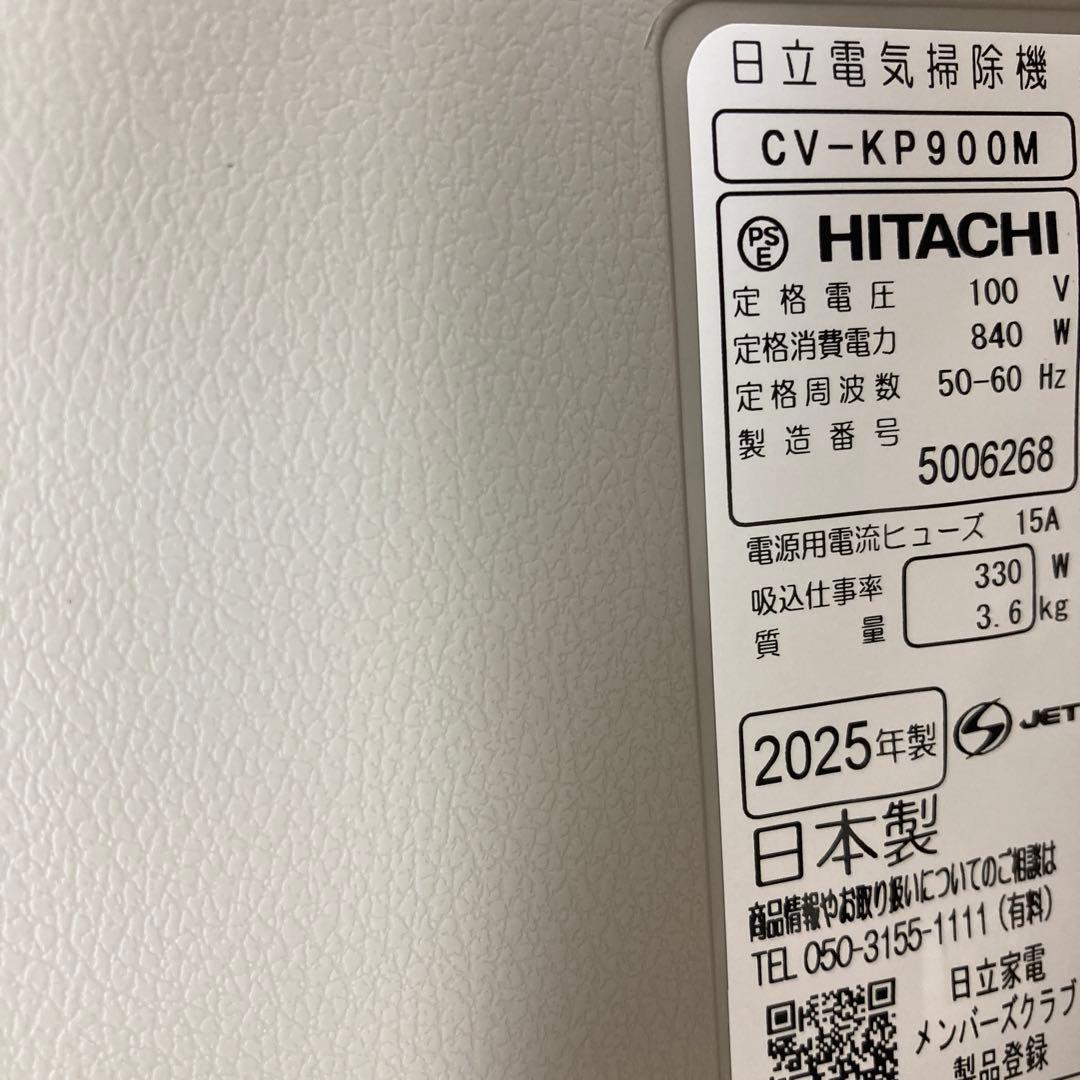 日立電気掃除機
CV-KP900M
PSE HITACHI
定格電圧 100 V
定格消費電力 840 W
定格周波数 50-60 Hz
製造番号 5006268
電源用電流ヒューズ 15A
吸込仕事率 330 W
質量 3.6 kg
2025年製 JET
日本製
商品情報やお取り扱いについてのご相談は
TEL 050-3155-1111（有料）
日立家電
メンバーズクラブ
製品登録